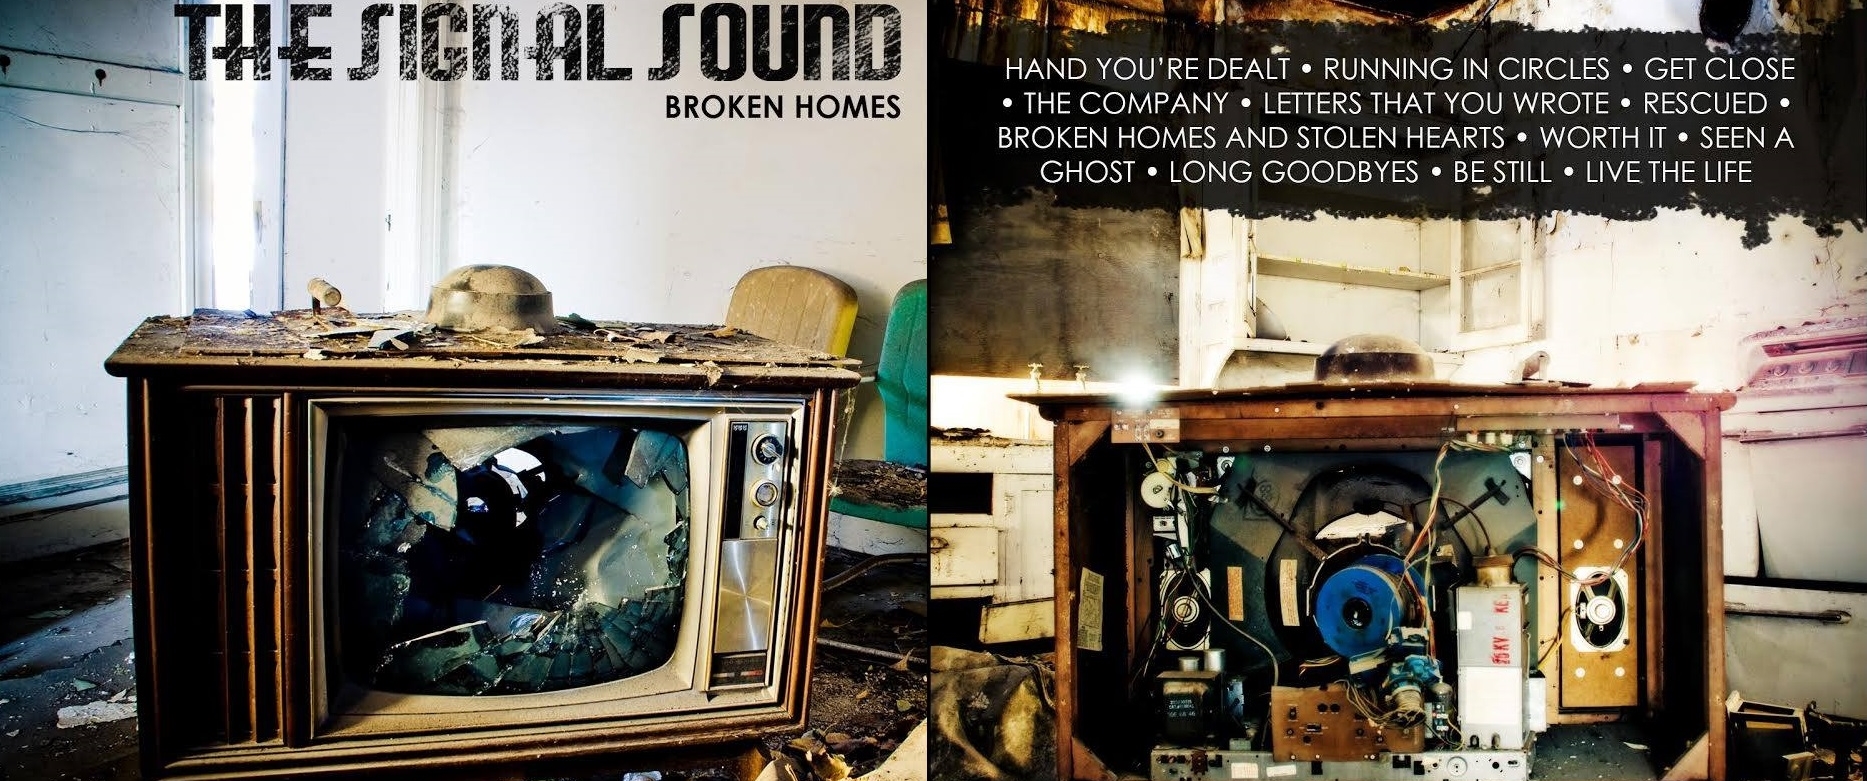 THE SIGNAL SOUND
BROKEN HOMES
HAND YOU'RE DEALT • RUNNING IN CIRCLES • GET CLOSE
• THE COMPANY • LETTERS THAT YOU WROTE • RESCUED •
BROKEN HOMES AND STOLEN HEARTS • WORTH IT • SEEN A
GHOST • LONG GOODBYES • BE STILL • LIVE THE LIFE